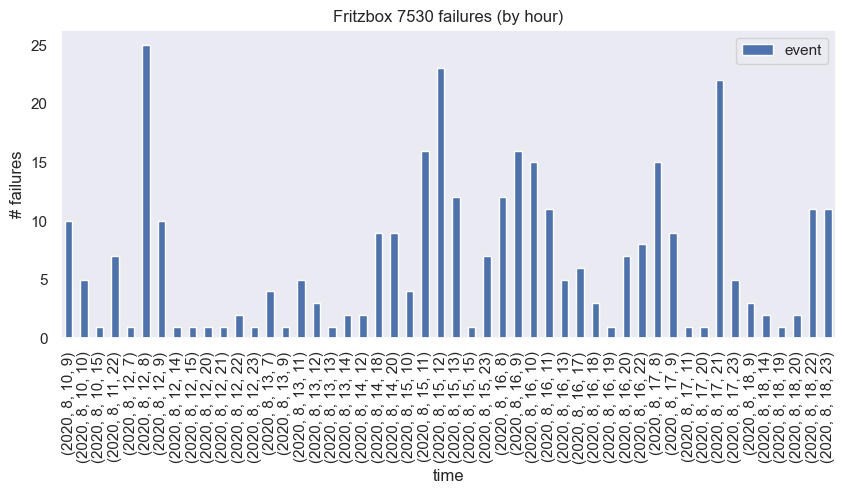 Fritzbox 7530 failures (by hour)
event
# failures
25
20
15
10
5
0
(2020, 8, 10, 9)
(2020, 8, 10, 10)
(2020, 8, 10, 15)
(2020, 8, 11, 22)
(2020, 8, 12, 7)
(2020, 8, 12, 8)
(2020, 8, 12, 9)
(2020, 8, 12, 14)
(2020, 8, 12, 15)
(2020, 8, 12, 20)
(2020, 8, 12, 21)
(2020, 8, 12, 22)
(2020, 8, 12, 23)
(2020, 8, 13, 7)
(2020, 8, 13, 9)
(2020, 8, 13, 11)
(2020, 8, 13, 12)
(2020, 8, 13, 13)
(2020, 8, 13, 14)
(2020, 8, 14, 12)
(2020, 8, 14, 18)
(2020, 8, 14, 20)
(2020, 8, 15, 10)
(2020, 8, 15, 11)
(2020, 8, 15, 12)
(2020, 8, 15, 13)
(2020, 8, 15, 15)
(2020, 8, 15, 23)
(2020, 8, 16, 8)
(2020, 8, 16, 9)
(2020, 8, 16, 10)
(2020, 8, 16, 11)
(2020, 8, 16, 13)
(2020, 8, 16, 17)
(2020, 8, 16, 18)
(2020, 8, 16, 19)
(2020, 8, 16, 20)
(2020, 8, 16, 22)
(2020, 8, 17, 8)
(2020, 8, 17, 9)
(2020, 8, 17, 11)
(2020, 8, 17, 20)
(2020, 8, 17, 21)
(2020, 8, 17, 23)
(2020, 8, 18, 9)
(2020, 8, 18, 14)
(2020, 8, 18, 19)
(2020, 8, 18, 20)
(2020, 8, 18, 22)
(2020, 8, 18, 23)
time